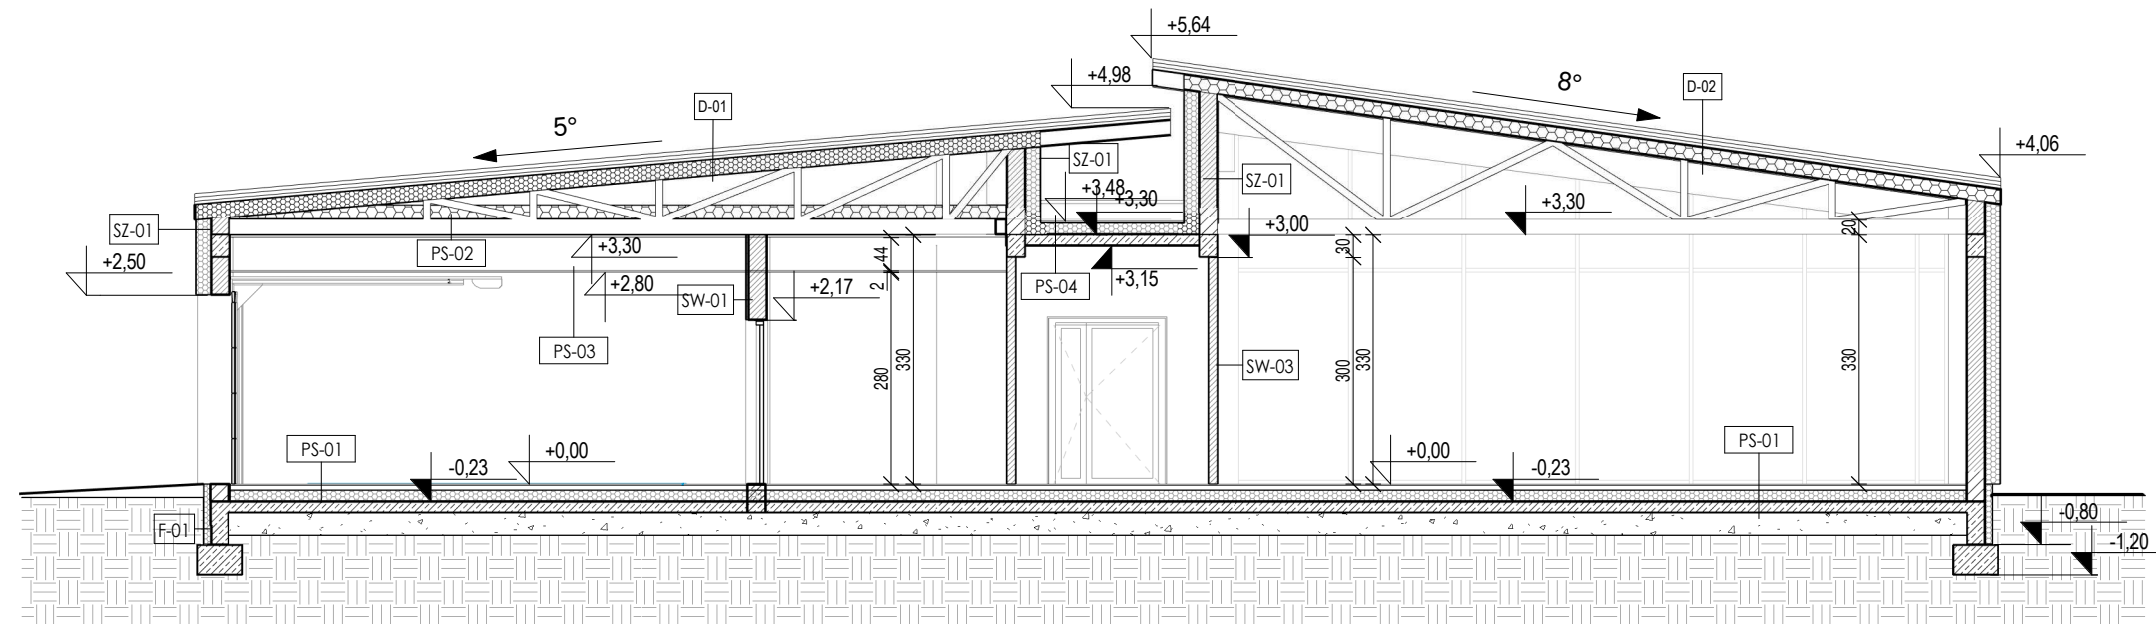 +5,64
+4,98
8°
D-02
D-01
5°
+4,06
SZ-01
SZ-01
+3,48
+3,30
+3,30
SZ-01
+3,00
20
PS-02
+3,30
44
30
+2,50
+2,80
2
PS-04
+3,15
SW-01
+2,17
PS-03
280
330
300
330
SW-03
330
PS-01
+0,00
-0,23
+0,00
-0,23
PS-01
F-01
-0,80
-1,20